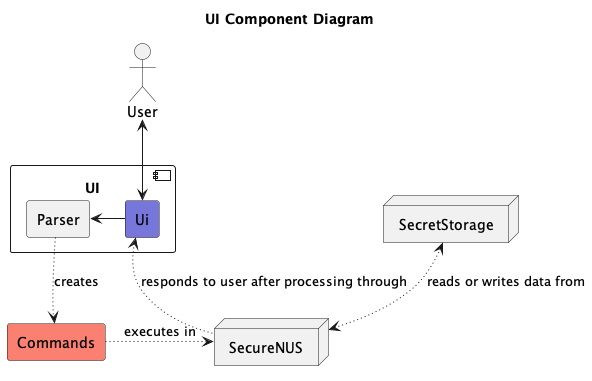 UI Component Diagram
User
UI
Parser
Ui
SecretStorage
creates
responds to user after processing through
reads or writes data from
executes in
Commands
SecureNUS